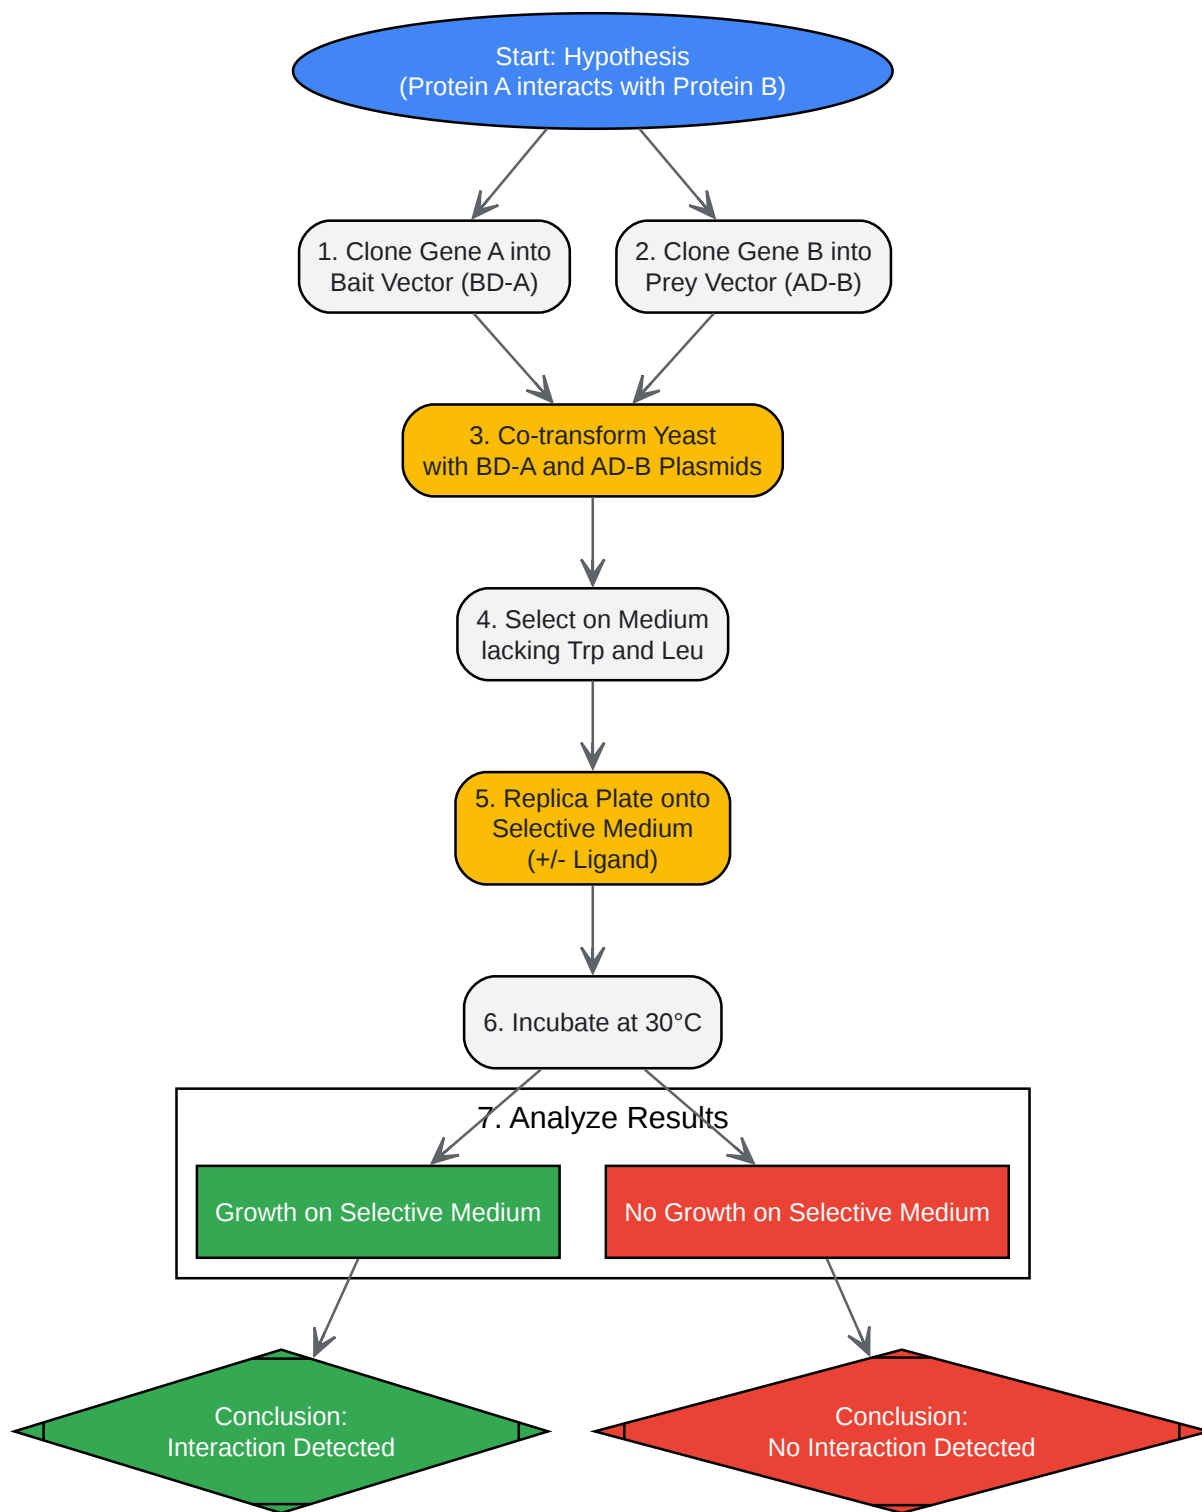 Start: Hypothesis
(Protein A interacts with Protein B)
1. Clone Gene A into
Bait Vector (BD-A)
2. Clone Gene B into
Prey Vector (AD-B)
3. Co-transform Yeast
with BD-A and AD-B Plasmids
4. Select on Medium
lacking Trp and Leu
5. Replica Plate onto
Selective Medium
(+/- Ligand)
6. Incubate at 30°C
7. Analyze Results
Growth on Selective Medium
No Growth on Selective Medium
Conclusion:
Interaction Detected
Conclusion:
No Interaction Detected